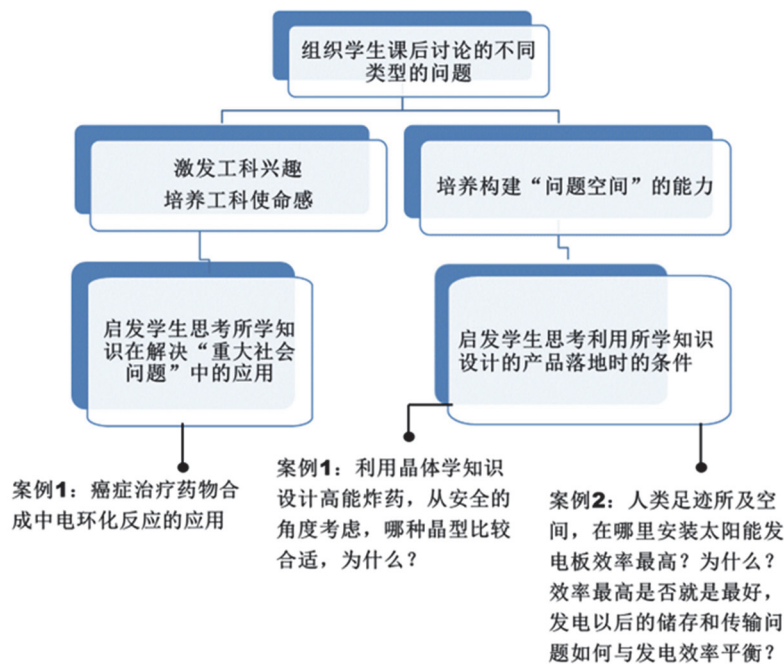 组织学生课后讨论的不同
类型的问题
激发工科兴趣
培养工科使命感
培养构建“问题空间”的能力
启发学生思考所学知
识在解决“重大社会
问题”中的应用
启发学生思考利用所学知识
设计的产品落地时的条件
案例1：癌症治疗药物合
成中电环化反应的应用
案例1：利用晶体学知识
设计高能炸药，从安全的
角度考虑，哪种晶型比较
合适，为什么？
案例2：人类足迹所及空
间，在哪里安装太阳能发
电板效率最高？为什么？
效率最高是否就是最好，
发电以后的储存和传输问
题如何与发电效率平衡？